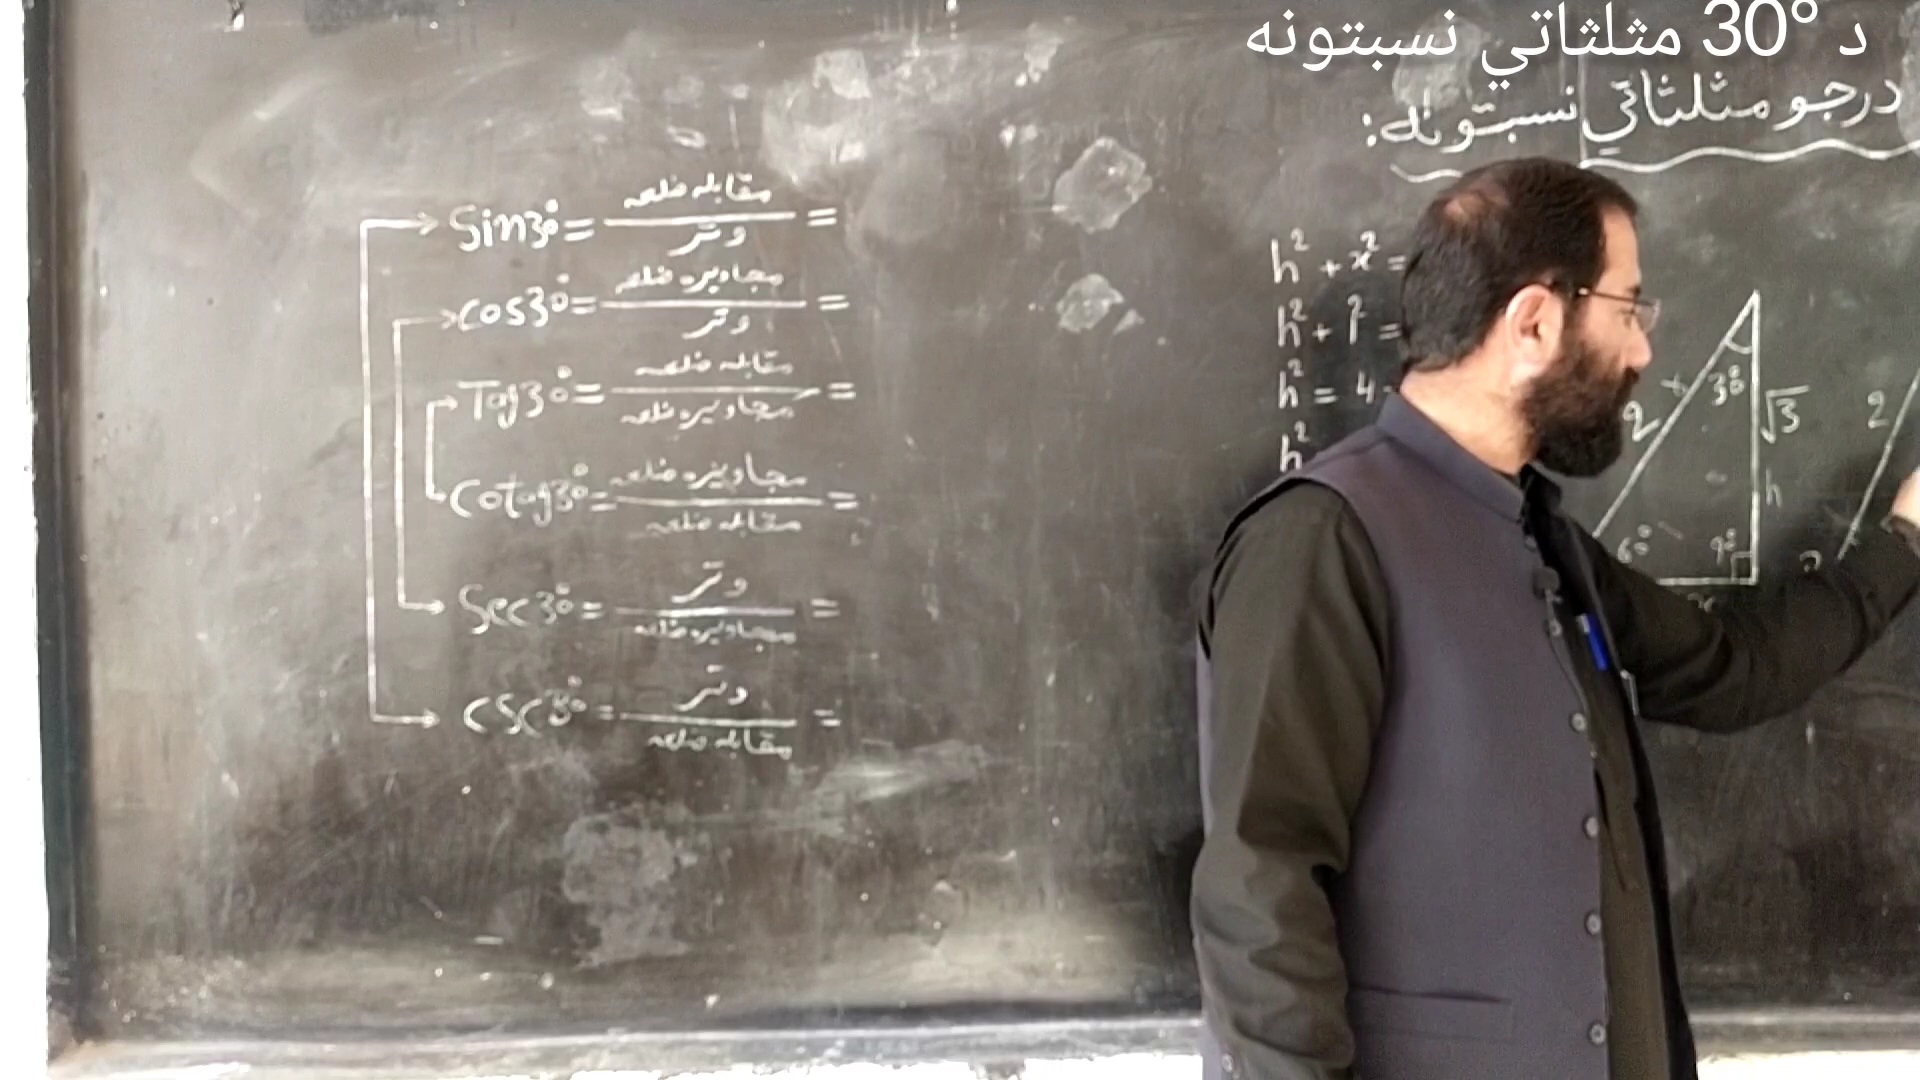 د 30° مثلثاتي نسبتونه
درجو مثلثاتي نسبتونه:
Sin30° = مقابله ضلعه / وتر =
cos30° = مجاوره ضلعه / وتر =
Tag30° = مقابله ضلعه / مجاوره ضلعه =
Cotag30° = مجاوره ضلعه / مقابله ضلعه =
Sec30° = وتر / مجاوره ضلعه =
CSC30° = وتر / مقابله ضلعه =
h² + x² =
h² + 1² =
h² = 4 -
h²
30°
2
√3
h
60°
90°
x
2